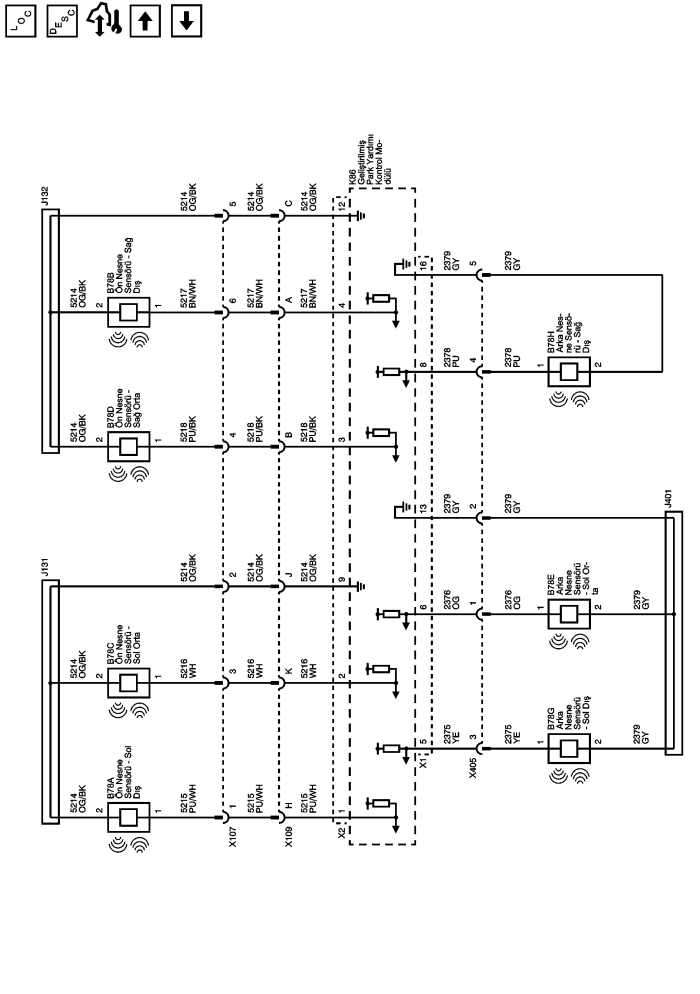 LOC
DESC
J131
J132
5214
OG/BK
5214
OG/BK
5214
OG/BK
5214
OG/BK
2
B78A
Ön Nesne
Sensörü - Sol
Dış
1
2
B78C
Ön Nesne
Sensörü -
Sol Orta
1
2
B78D
Ön Nesne
Sensörü -
Sağ Orta
1
2
B78B
Ön Nesne
Sensörü - Sağ
Dış
1
5215
PU/WH
5216
WH
5214
OG/BK
5218
PU/BK
5217
BN/WH
5214
OG/BK
X107
1
3
2
4
6
5
5215
PU/WH
5216
WH
5214
OG/BK
5218
PU/BK
5217
BN/WH
5214
OG/BK
X109
H
K
J
B
A
C
5215
PU/WH
5216
WH
5214
OG/BK
5218
PU/BK
5217
BN/WH
5214
OG/BK
X2
1
2
9
3
4
12
K86
Geliştirilmiş
Park Yardımı
Kontrol Mo-
dülü
X1
5
6
13
8
16
2375
YE
2376
OG
2379
GY
2378
PU
2379
GY
X405
3
1
2
4
5
2375
YE
2376
OG
2379
GY
2378
PU
2379
GY
1
B78G
Arka
Nesne
Sensörü
- Sol Dış
2
1
B78E
Arka
Nesne
Sensörü
- Sol Or-
ta
2
1
B78H
Arka Nes-
ne Sensö-
rü - Sağ
Dış
2
2379
GY
2379
GY
J401